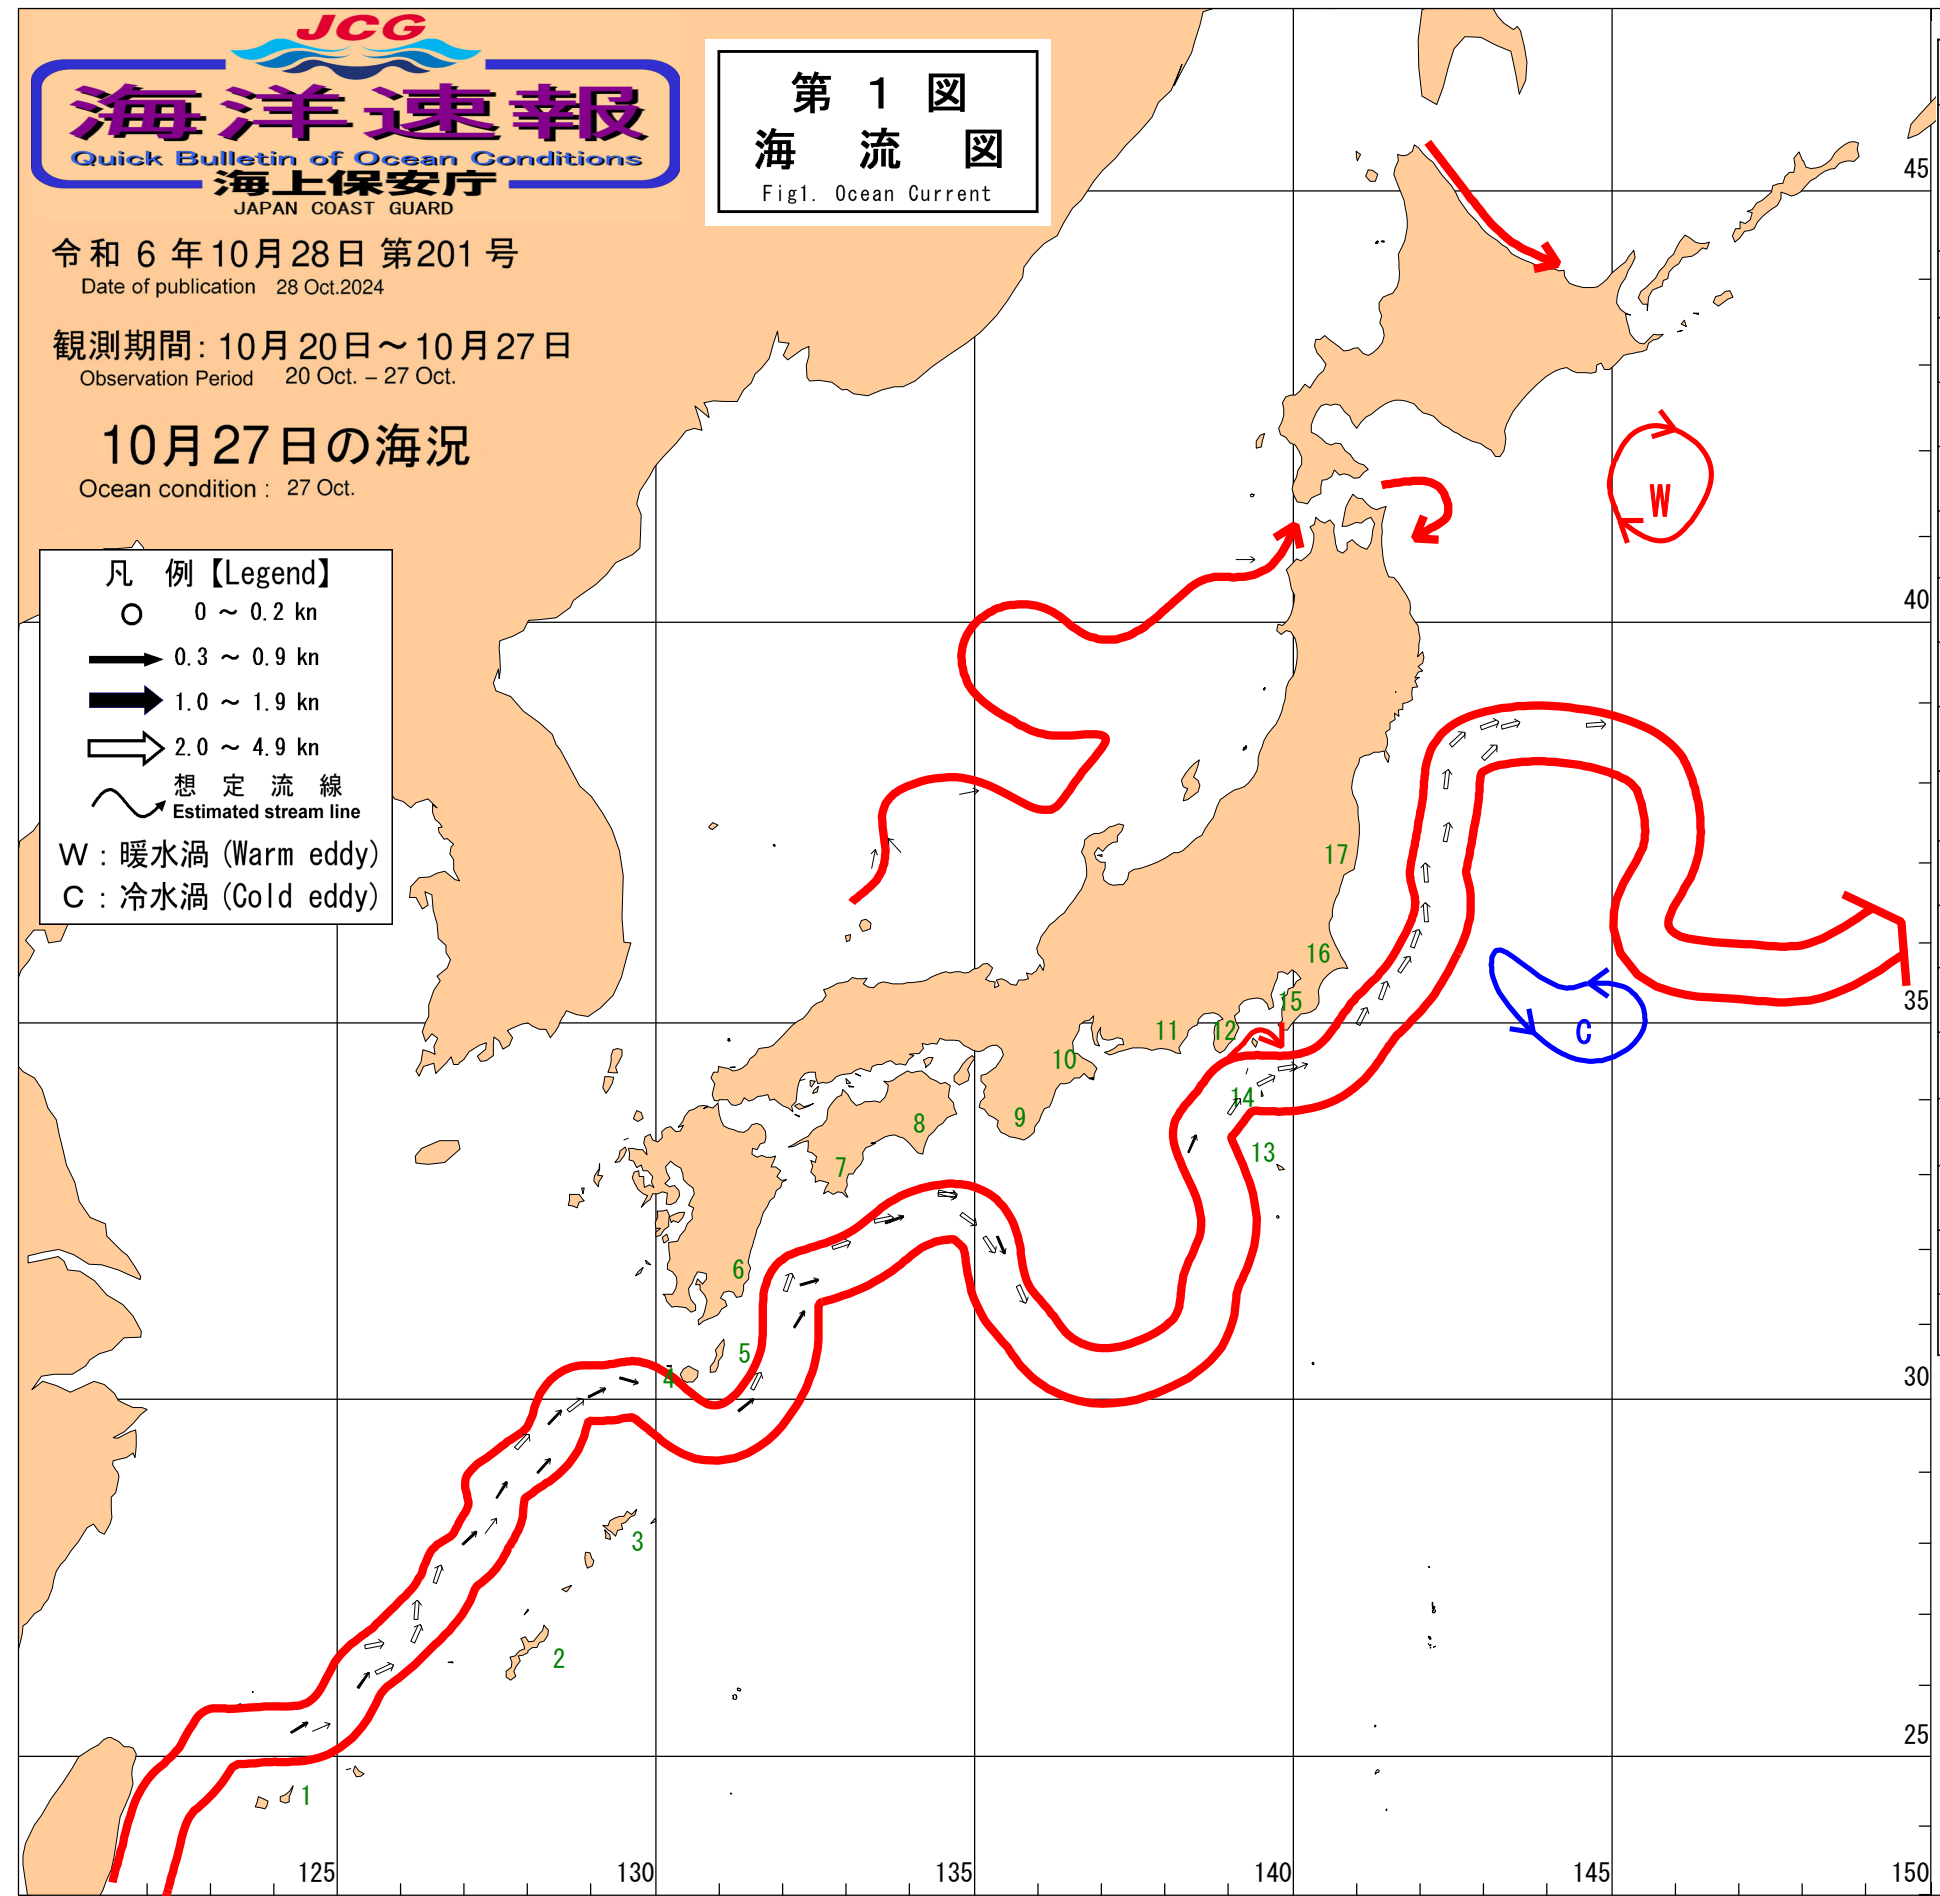 JCG
海洋速報
Quick Bulletin of Ocean Conditions
海上保安庁
JAPAN COAST GUARD
令和 6 年10月28日 第201 号
Date of publication 28 Oct.2024
観測期間: 10月20日～10月27日
Observation Period 20 Oct. – 27 Oct.
10月27日の海況
Ocean condition : 27 Oct.
第 1 図
海 流 図
Fig1. Ocean Current
凡 例【Legend】
0 ～ 0.2 kn
0.3 ～ 0.9 kn
1.0 ～ 1.9 kn
2.0 ～ 4.9 kn
想 定 流 線
Estimated stream line
W : 暖水渦 (Warm eddy)
C : 冷水渦 (Cold eddy)
45
W
40
17
16
15
35
12
11
C
10
14
9
8
13
7
6
5
4
30
3
2
25
1
125
130
135
140
145
150